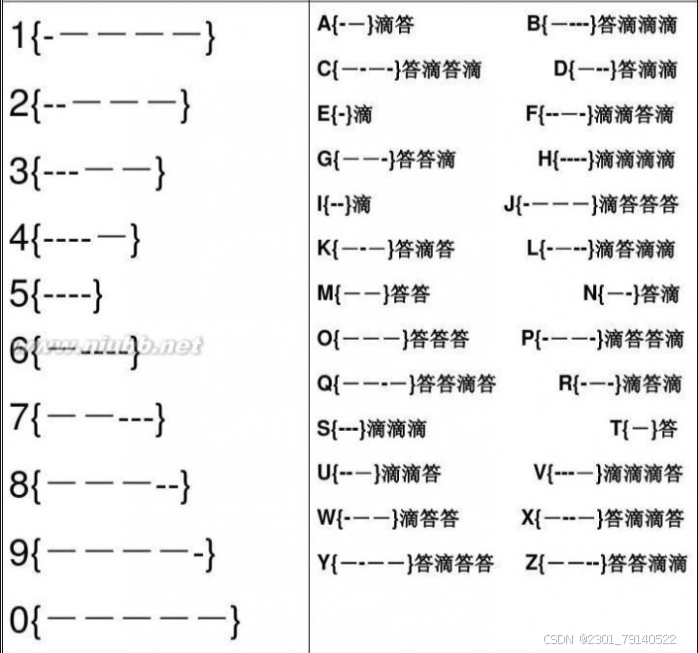 1{-————}
2{--———}
3{---——}
4{----—}
5{----}
6{—----}
7{——---}
8{———--}
9{————-}
0{—————}
www.niubb.net
A{-—}滴答
B{—---}答滴滴滴
C{—-—-}答滴答滴
D{—--}答滴滴
E{-}滴
F{--—-}滴滴答滴
G{——-}答答滴
H{----}滴滴滴滴
I{--}滴
J{-———}滴答答答
K{—-—}答滴答
L{-—--}滴答滴滴
M{——}答答
N{—-}答滴
O{———}答答答
P{-——-}滴答答滴
Q{——-—}答答滴答
R{-—-}滴答滴
S{---}滴滴滴
T{—}答
U{--—}滴滴答
V{---—}滴滴滴答
W{-——}滴答答
X{—--—}答滴滴答
Y{—-——}答滴答答
Z{——--}答答滴滴
CSDN @2301_79140522